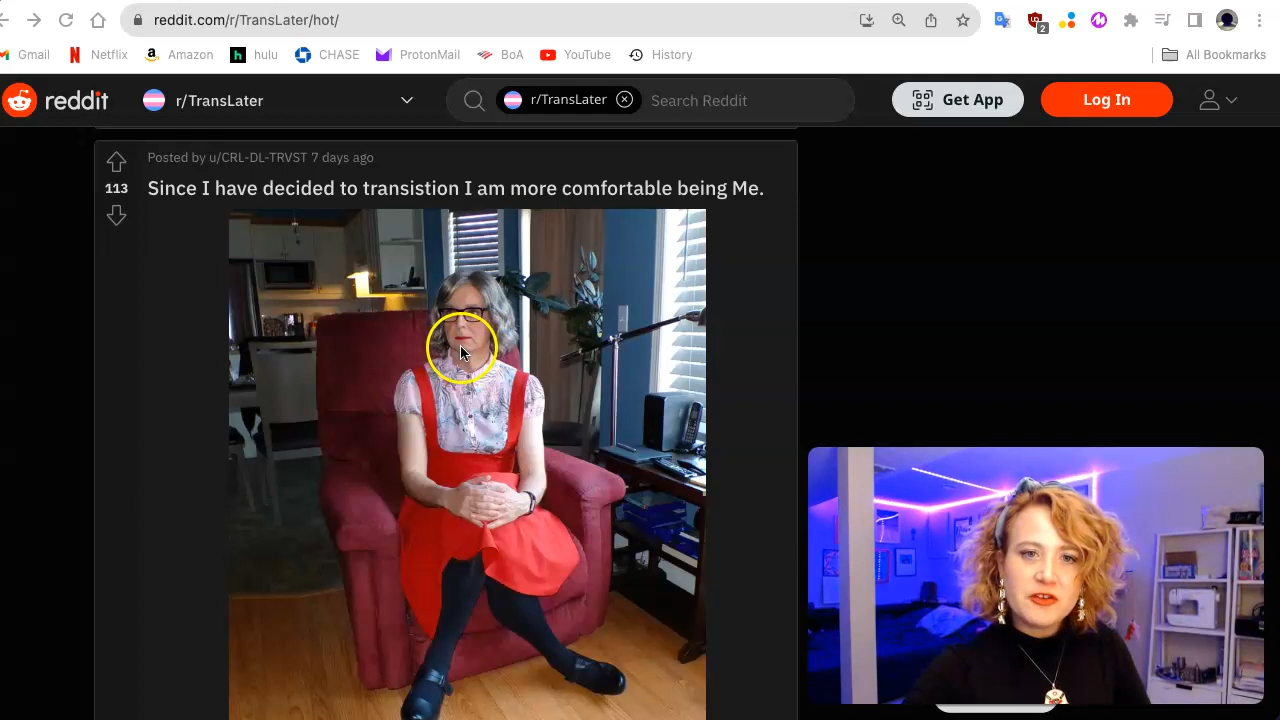 reddit.com/r/TransLater/hot/
2
Gmail Netflix Amazon hulu CHASE ProtonMail BoA YouTube History All Bookmarks
reddit r/TransLater r/TransLater Search Reddit Get App Log In
Posted by u/CRL-DL-TRVST 7 days ago
113 Since I have decided to transistion I am more comfortable being Me.